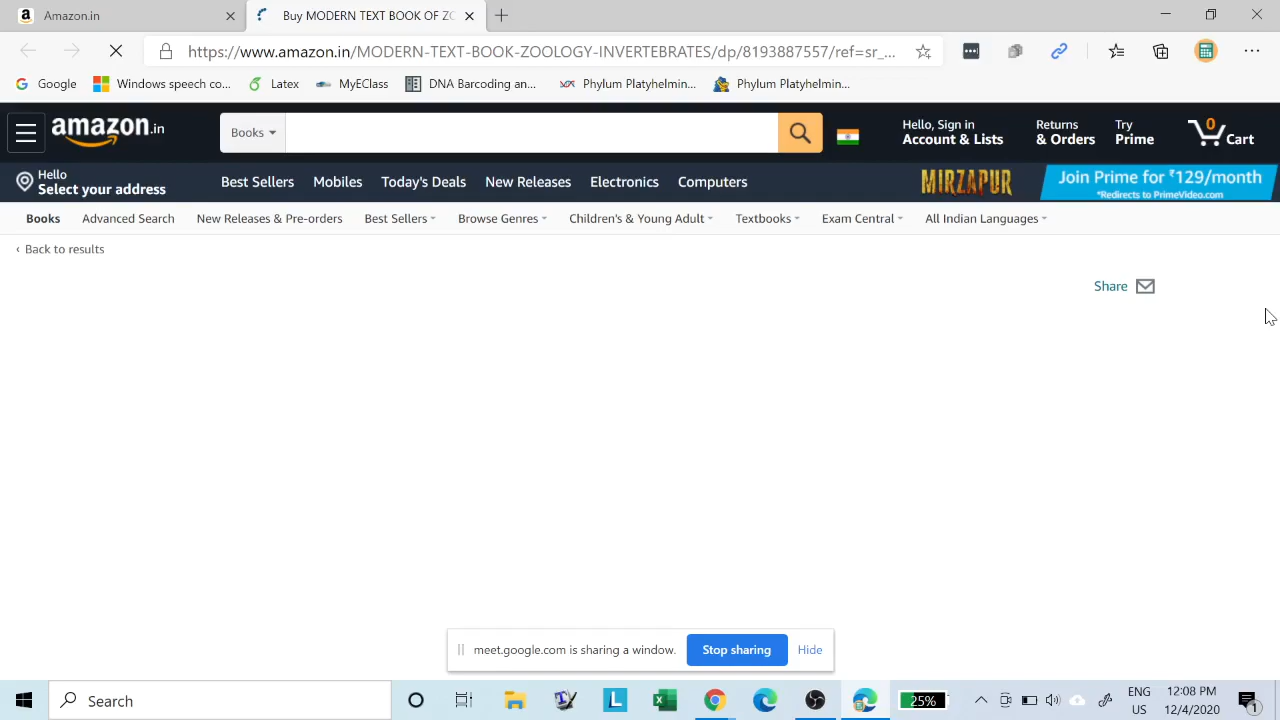 Amazon.in
Buy MODERN TEXT BOOK OF ZO
https://www.amazon.in/MODERN-TEXT-BOOK-ZOOLOGY-INVERTEBRATES/dp/8193887557/ref=sr_...
Google
Windows speech co...
Latex
MyEClass
DNA Barcoding an...
Phylum Platyhelmin...
Phylum Platyhelmin...
amazon.in
Books
Hello, Sign in
Account & Lists
Returns
& Orders
Try
Prime
0
Cart
Hello
Select your address
Best Sellers
Mobiles
Today's Deals
New Releases
Electronics
Computers
MIRZAPUR
Join Prime for ₹129/month
*Redirects to PrimeVideo.com
Books
Advanced Search
New Releases & Pre-orders
Best Sellers
Browse Genres
Children's & Young Adult
Textbooks
Exam Central
All Indian Languages
‹ Back to results
Share
meet.google.com is sharing a window.
Stop sharing
Hide
Search
L
25%
ENG
US
12:08 PM
12/4/2020
1